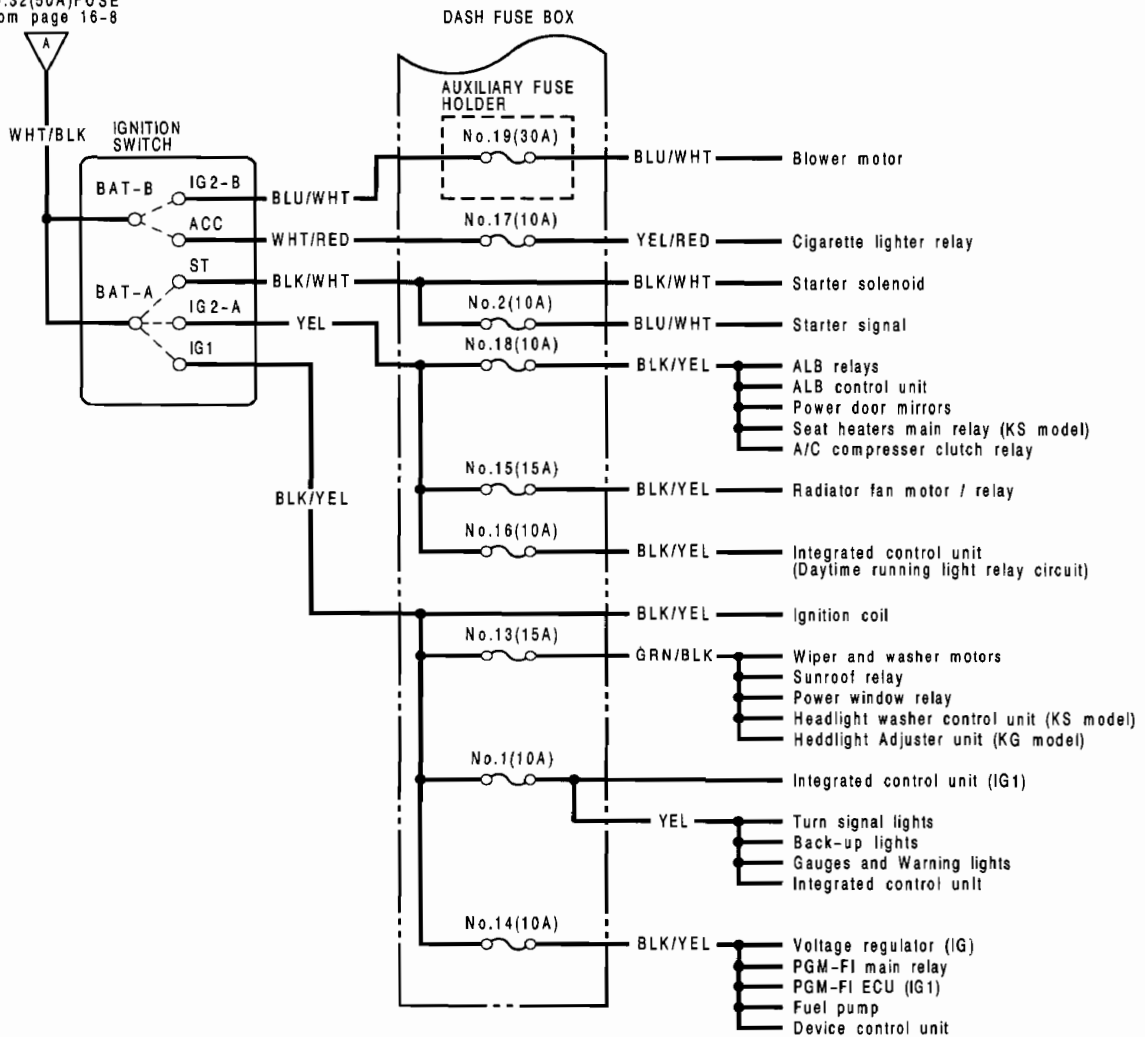 .32(50A)FUSE
om page 16-8
A
WHT/BLK
IGNITION
SWITCH
BAT-B
IG2-B
ACC
ST
BAT-A
IG2-A
IG1
BLU/WHT
WHT/RED
BLK/WHT
YEL
BLK/YEL
DASH FUSE BOX
AUXILIARY FUSE
HOLDER
No.19(30A)
BLU/WHT
Blower motor
No.17(10A)
YEL/RED
Cigarette lighter relay
BLK/WHT
Starter solenoid
No.2(10A)
BLU/WHT
Starter signal
No.18(10A)
BLK/YEL
ALB relays
ALB control unit
Power door mirrors
Seat heaters main relay (KS model)
A/C compresser clutch relay
No.15(15A)
BLK/YEL
Radiator fan motor / relay
No.16(10A)
BLK/YEL
Integrated control unit
(Daytime running light relay circuit)
BLK/YEL
Ignition coil
No.13(15A)
GRN/BLK
Wiper and washer motors
Sunroof relay
Power window relay
Headlight washer control unit (KS model)
Heddlight Adjuster unit (KG model)
No.1(10A)
Integrated control unit (IG1)
YEL
Turn signal lights
Back-up lights
Gauges and Warning lights
Integrated control unit
No.14(10A)
BLK/YEL
Voltage regulator (IG)
PGM-FI main relay
PGM-FI ECU (IG1)
Fuel pump
Device control unit